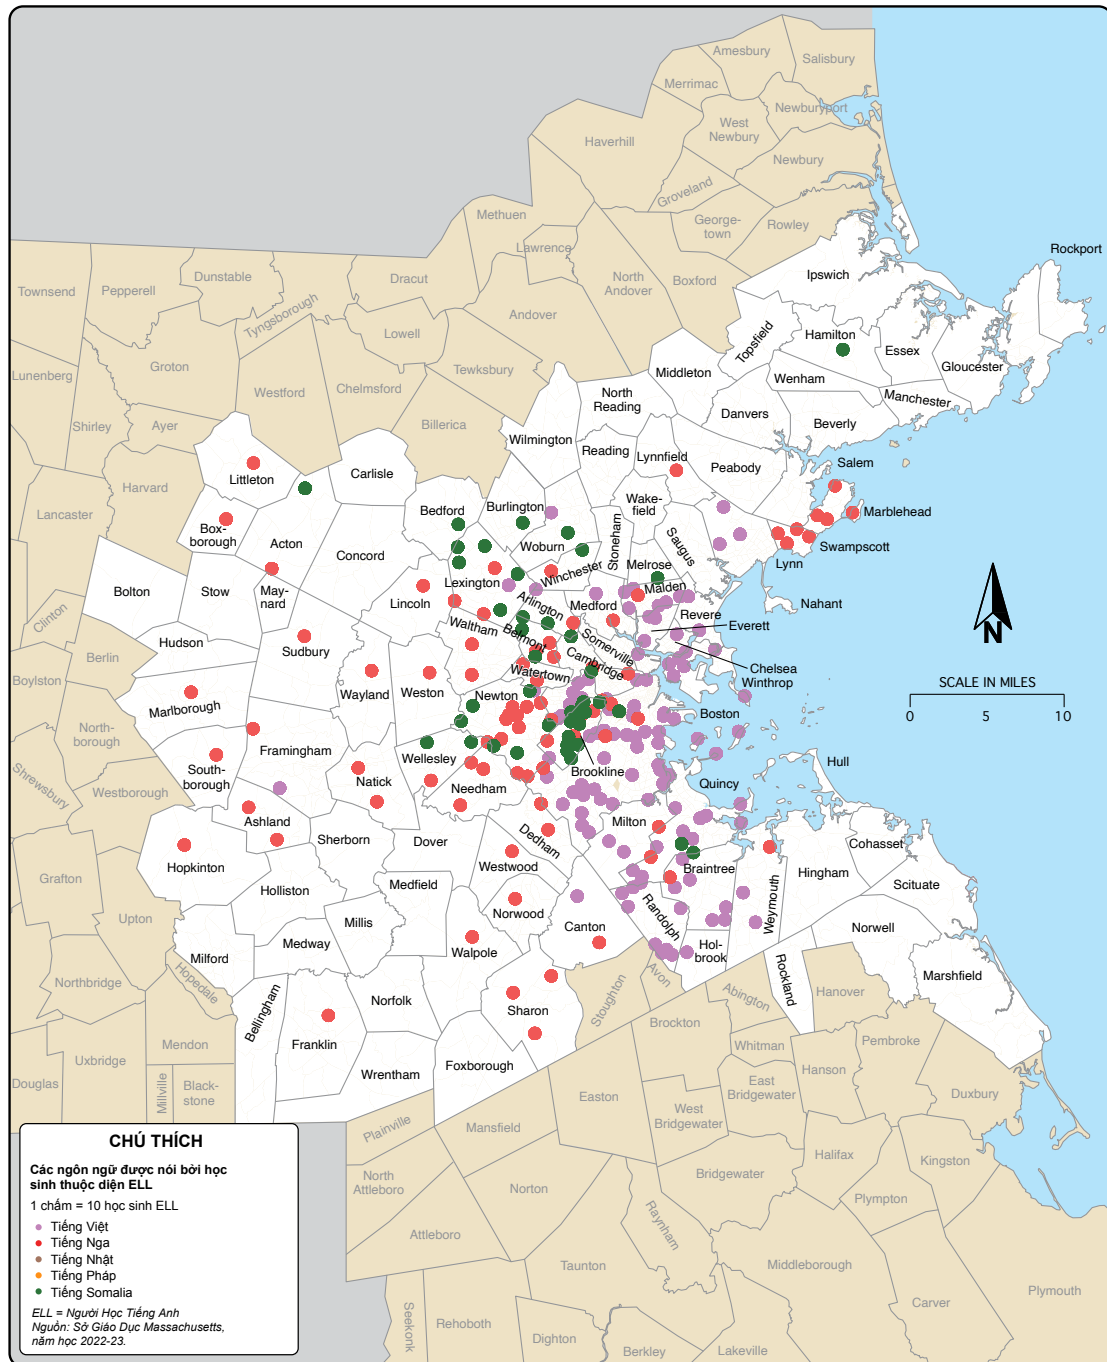 Amesbury
Salisbury
Merrimac
Newburyport
West
Newbury
Haverhill
Newbury
Groveland
Methuen
George-
town
Rowley
Lawrence
Rockport
Ipswich
Dunstable
Dracut
North
Andover
Boxford
Townsend
Pepperell
Tyngsborough
Andover
Topsfield
Hamilton
Lowell
Essex
Groton
Tewksbury
Middleton
Gloucester
Lunenberg
Westford
Chelmsford
Wenham
North
Reading
Manchester
Shirley
Ayer
Billerica
Danvers
Beverly
Wilmington
Reading
Lynnfield
Salem
Peabody
Carlisle
Littleton
Harvard
Wake-
field
Lancaster
Bedford
Burlington
Marblehead
Box-
borough
Stoneham
Acton
Woburn
Saugus
Swampscott
Concord
Winchester
Melrose
Lynn
Lexington
Malden
Bolton
Stow
May-
nard
Lincoln
Arlington
Medford
Nahant
Clinton
Revere
Everett
Waltham
Belmont
Somerville
Hudson
Sudbury
Cambridge
Berlin
Chelsea
Winthrop
N
Boylston
Watertown
Wayland
Weston
SCALE IN MILES
0
5
10
Marlborough
Newton
Boston
North-
borough
Framingham
Wellesley
Hull
Shrewsbury
South-
borough
Natick
Brookline
Westborough
Needham
Quincy
Ashland
Milton
Sherborn
Dover
Dedham
Cohasset
Hopkinton
Westwood
Braintree
Hingham
Grafton
Holliston
Medfield
Scituate
Norwood
Weymouth
Upton
Millis
Canton
Randolph
Norwell
Medway
Walpole
Hol-
brook
Milford
Rockland
Marshfield
Northbridge
Hopedale
Avon
Bellingham
Norfolk
Stoughton
Abington
Hanover
Sharon
Brockton
Mendon
Franklin
Whitman
Pembroke
Uxbridge
Foxborough
Hanson
Douglas
Millville
Black-
stone
Wrentham
East
Bridgewater
Duxbury
Easton
West
Bridgewater
Plainville
Mansfield
Halifax
Kingston
North
Attleboro
Bridgewater
Norton
Plympton
Raynham
Attleboro
Taunton
Middleborough
Plymouth
Carver
Seekonk
Rehoboth
Dighton
Berkley
Lakeville
CHÚ THÍCH
Các ngôn ngữ được nói bởi học
sinh thuộc diện ELL
1 chấm = 10 học sinh ELL
Tiếng Việt
Tiếng Nga
Tiếng Nhật
Tiếng Pháp
Tiếng Somalia
ELL = Người Học Tiếng Anh
Nguồn: Sở Giáo Dục Massachusetts,
năm học 2022-23.